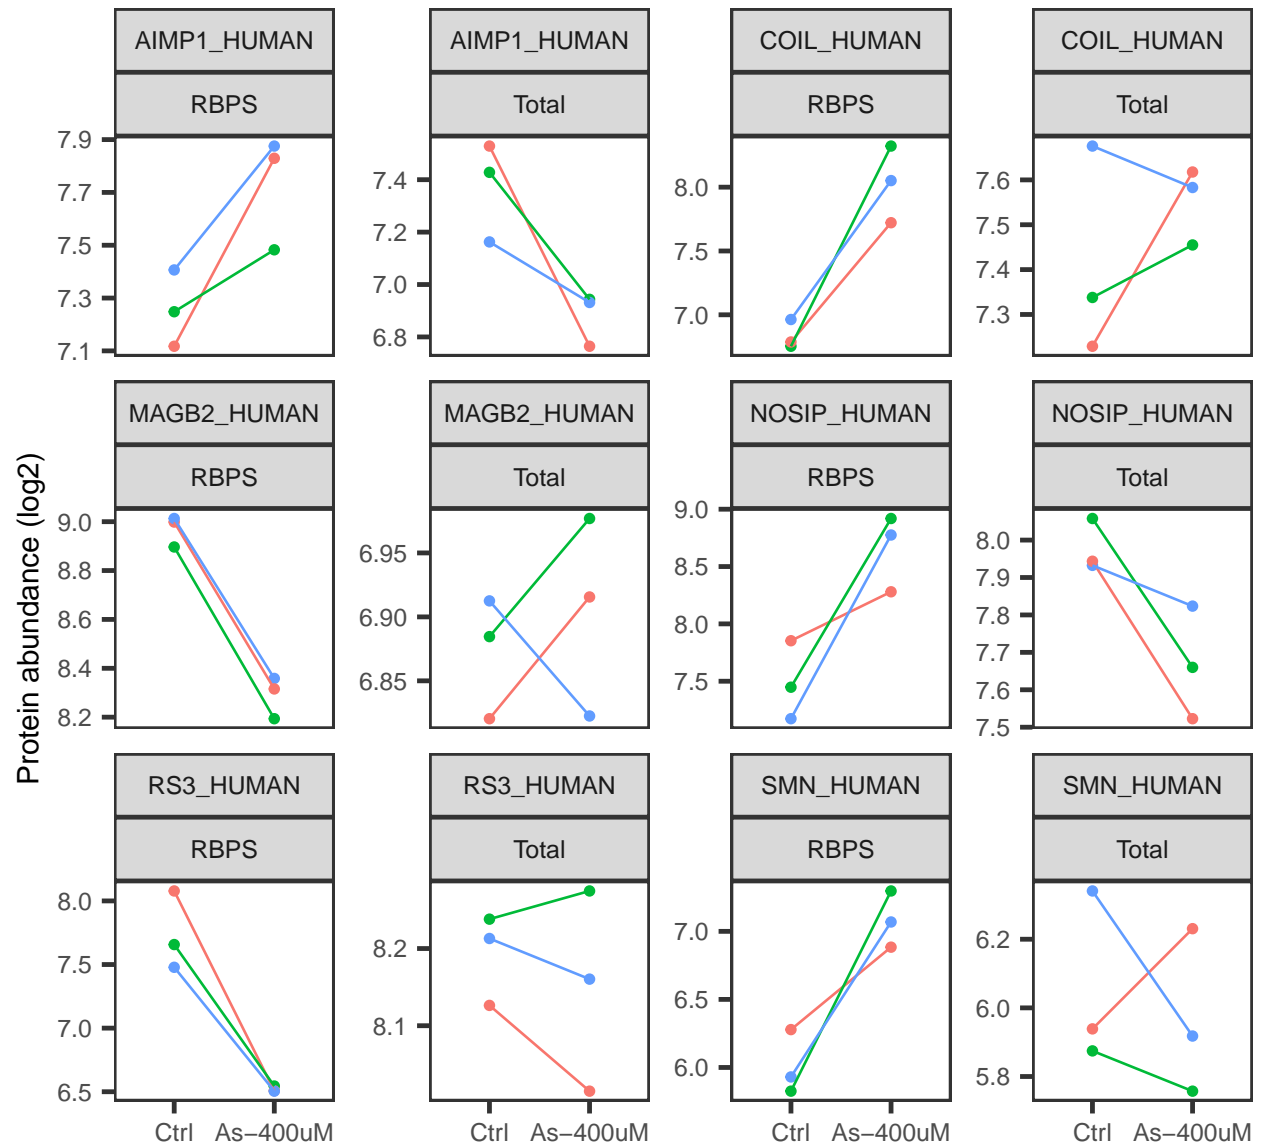 AIMP1_HUMAN AIMP1_HUMAN COIL_HUMAN COIL_HUMAN
RBPS Total RBPS Total
7.9 7.7 7.5 7.3 7.1
7.4 7.2 7.0 6.8
8.0 7.5 7.0
7.6 7.5 7.4 7.3
MAGB2_HUMAN MAGB2_HUMAN NOSIP_HUMAN NOSIP_HUMAN
RBPS Total RBPS Total
9.0 8.8 8.6 8.4 8.2
6.95 6.90 6.85
9.0 8.5 8.0 7.5
8.0 7.9 7.8 7.7 7.6 7.5
RS3_HUMAN RS3_HUMAN SMN_HUMAN SMN_HUMAN
RBPS Total RBPS Total
8.0 7.5 7.0 6.5
8.2 8.1
7.0 6.5 6.0
6.2 6.0 5.8
Ctrl As−400uM Ctrl As−400uM Ctrl As−400uM Ctrl As−400uM
Protein abundance (log2)